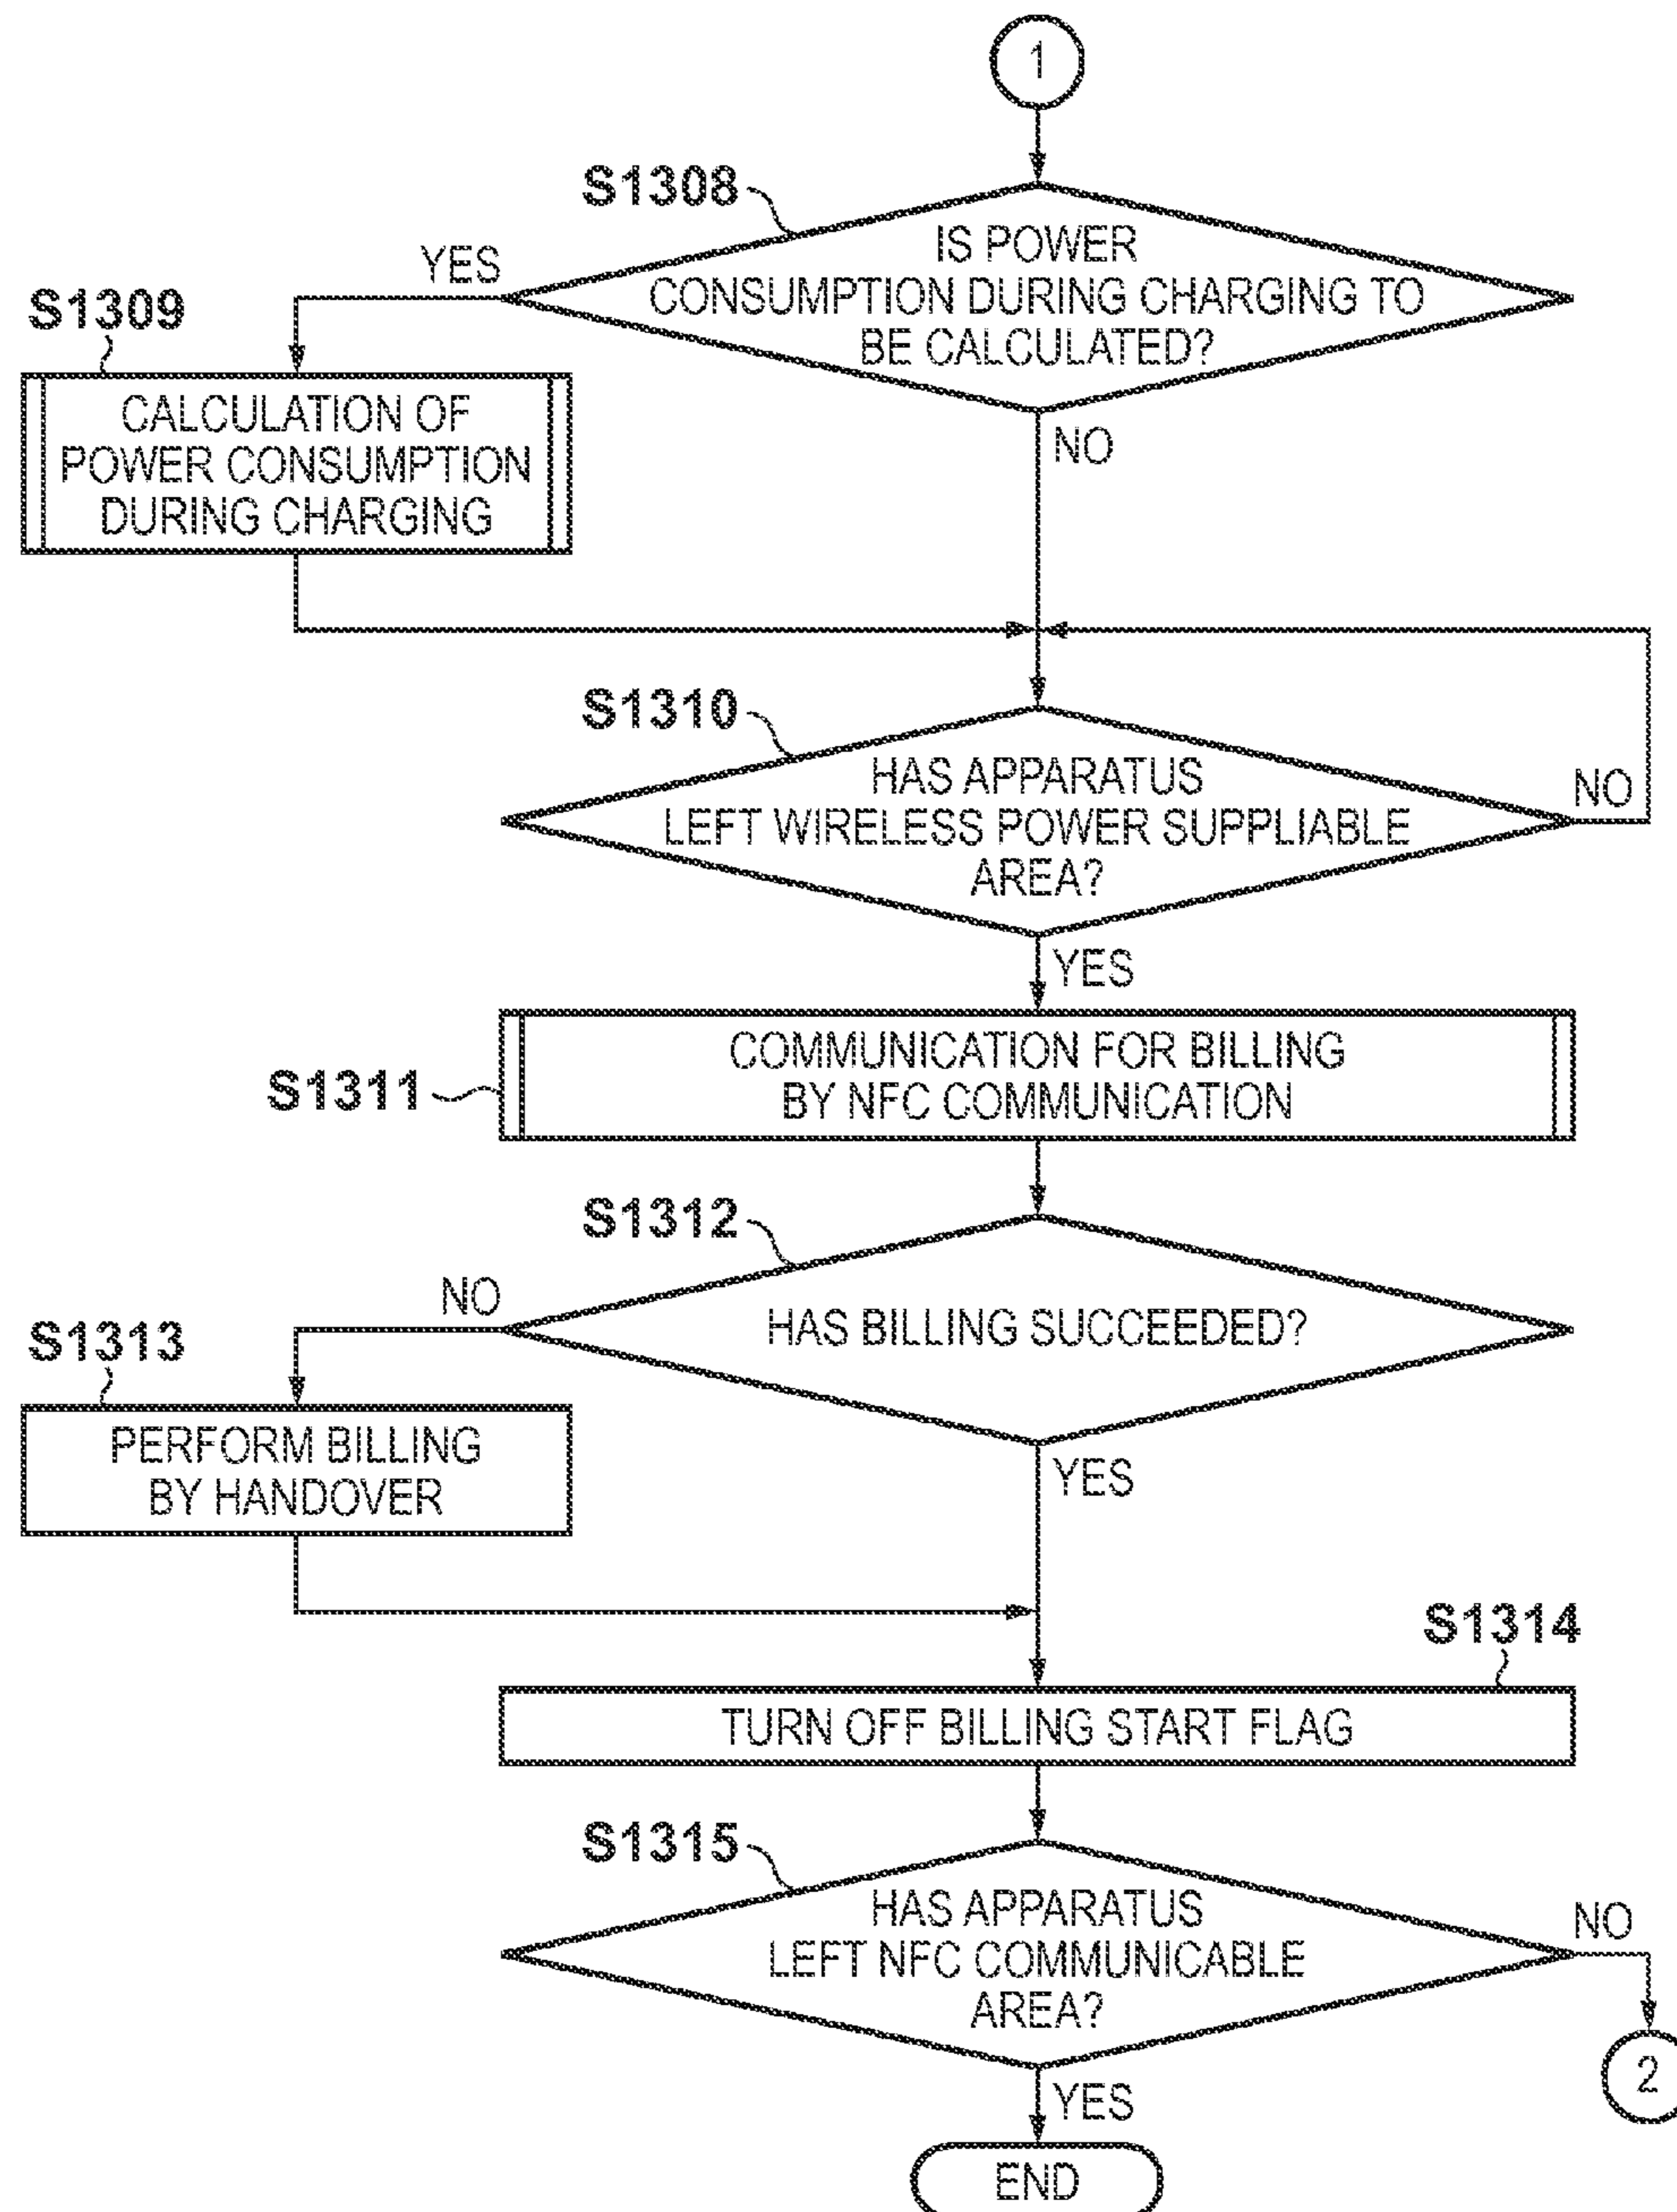 1
S1308
IS POWER
CONSUMPTION DURING CHARGING TO
BE CALCULATED?
YES
NO
S1309
CALCULATION OF
POWER CONSUMPTION
DURING CHARGING
S1310
HAS APPARATUS
LEFT WIRELESS POWER SUPPLIABLE
AREA?
NO
YES
S1311
COMMUNICATION FOR BILLING
BY NFC COMMUNICATION
S1312
HAS BILLING SUCCEEDED?
NO
YES
S1313
PERFORM BILLING
BY HANDOVER
S1314
TURN OFF BILLING START FLAG
S1315
HAS APPARATUS
LEFT NFC COMMUNICABLE
AREA?
NO
2
YES
END